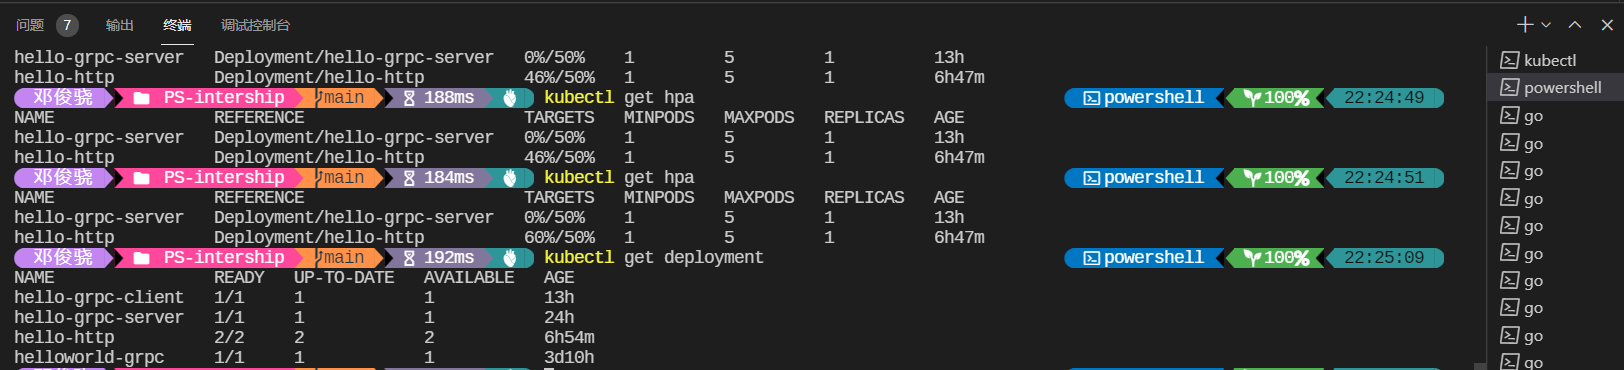 问题 7 输出 终端 调试控制台
hello-grpc-server Deployment/hello-grpc-server 0%/50% 1 5 1 13h
hello-http Deployment/hello-http 46%/50% 1 5 1 6h47m
邓俊骁 PS-intership main 188ms kubectl get hpa powershell 100% 22:24:49
NAME REFERENCE TARGETS MINPODS MAXPODS REPLICAS AGE
hello-grpc-server Deployment/hello-grpc-server 0%/50% 1 5 1 13h
hello-http Deployment/hello-http 46%/50% 1 5 1 6h47m
邓俊骁 PS-intership main 184ms kubectl get hpa powershell 100% 22:24:51
NAME REFERENCE TARGETS MINPODS MAXPODS REPLICAS AGE
hello-grpc-server Deployment/hello-grpc-server 0%/50% 1 5 1 13h
hello-http Deployment/hello-http 60%/50% 1 5 1 6h47m
邓俊骁 PS-intership main 192ms kubectl get deployment powershell 100% 22:25:09
NAME READY UP-TO-DATE AVAILABLE AGE
hello-grpc-client 1/1 1 1 13h
hello-grpc-server 1/1 1 1 24h
hello-http 2/2 2 2 6h54m
helloworld-grpc 1/1 1 1 3d10h
kubectl
powershell
go
go
go
go
go
go
go
go
go
go